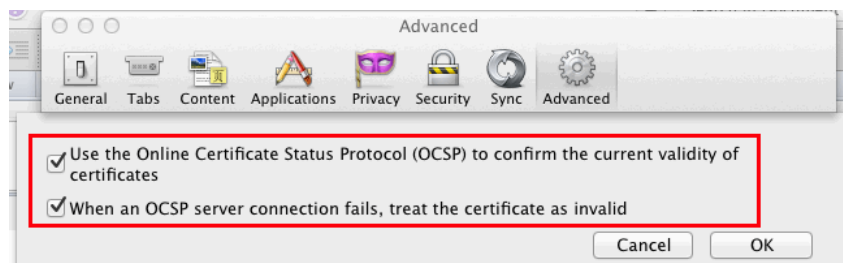 Advanced
General Tabs Content Applications Privacy Security Sync Advanced
Use the Online Certificate Status Protocol (OCSP) to confirm the current validity of
certificates
When an OCSP server connection fails, treat the certificate as invalid
Cancel OK